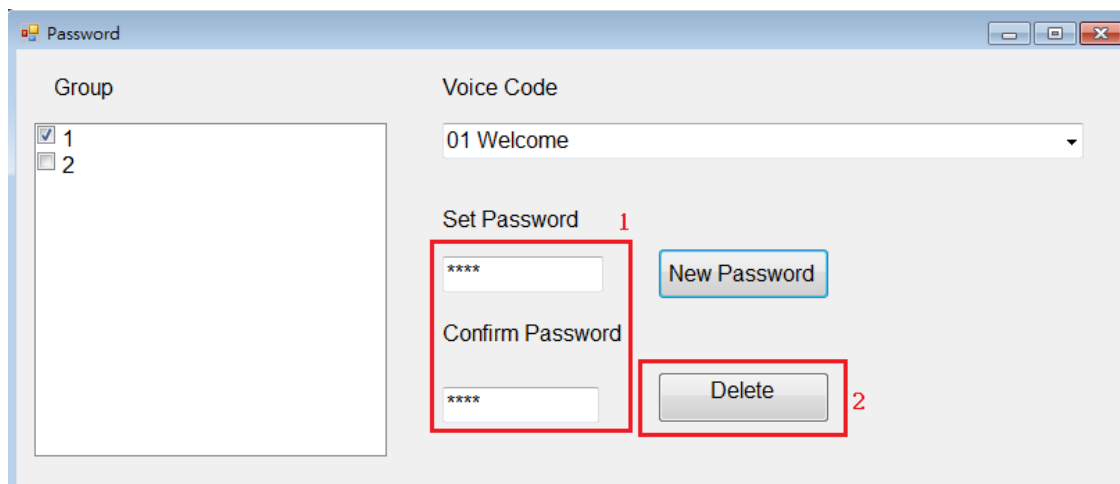 Password
Group
Voice Code
1
2
01 Welcome
Set Password
1
****
New Password
Confirm Password
****
Delete
2